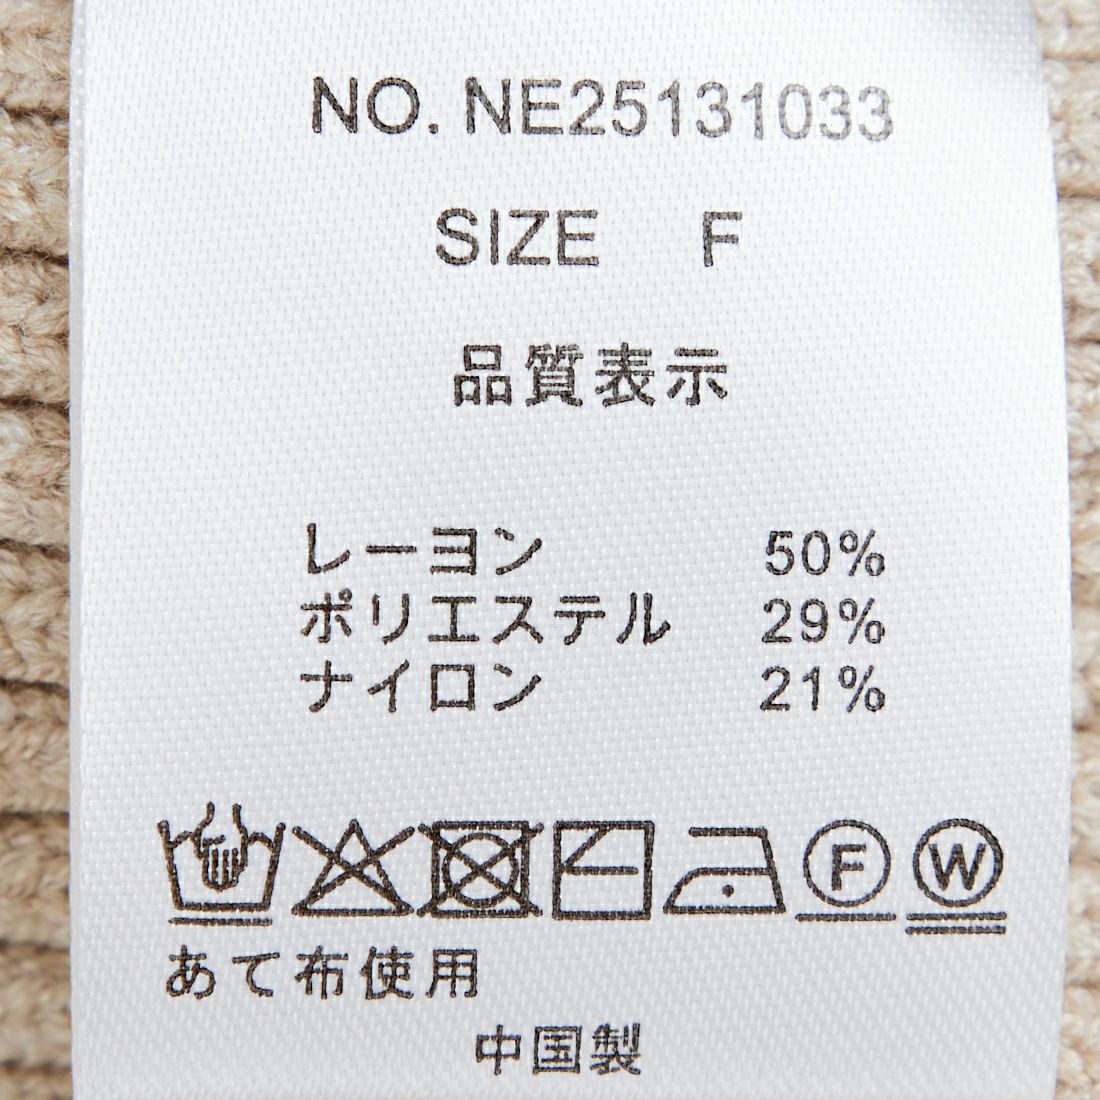 NO. NE25131033
SIZE F
品質表示
レーヨン 50%
ポリエステル 29%
ナイロン 21%
F W
あて布使用
中国製